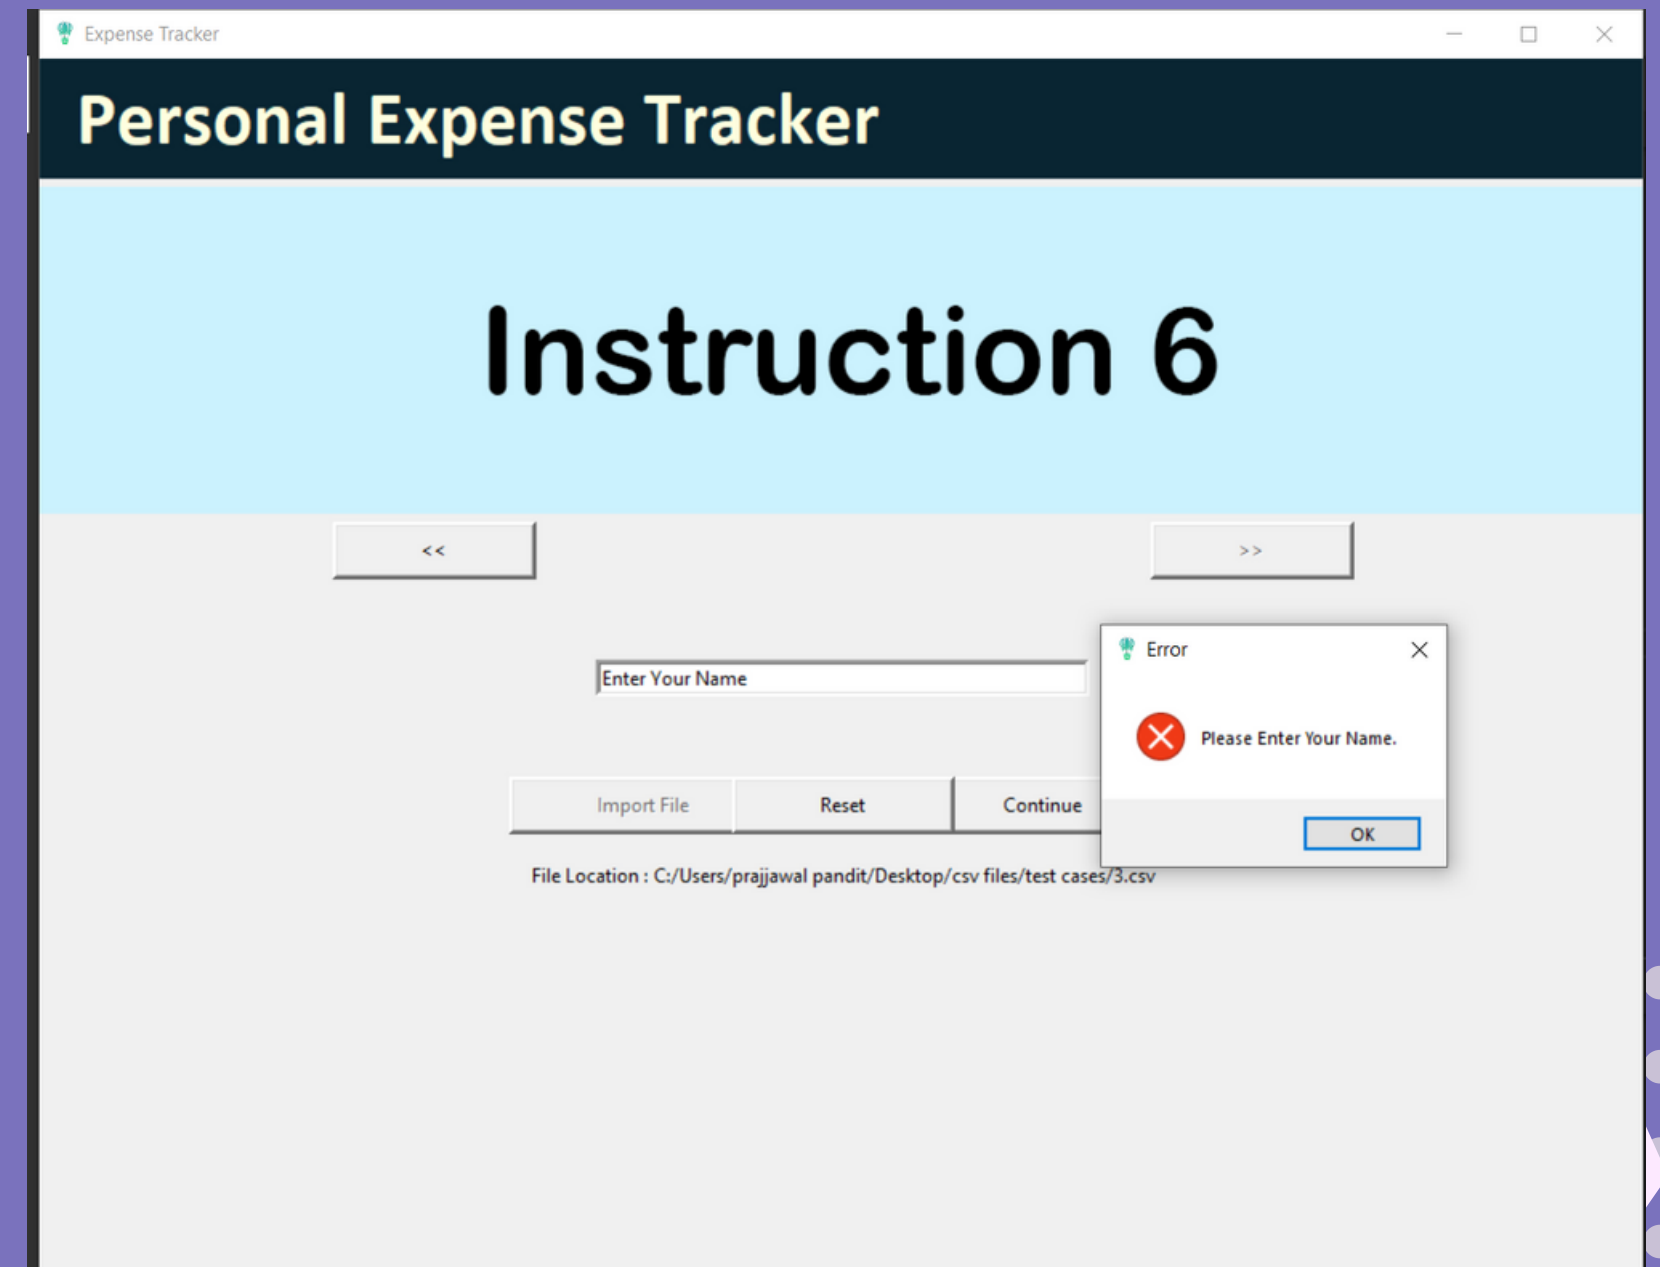 Expense Tracker
Personal Expense Tracker
Instruction 6
<< >>
Error
Enter Your Name
Please Enter Your Name.
Import File Reset Continue
OK
File Location : C:/Users/prajjawal pandit/Desktop/csv files/test cases/3.csv